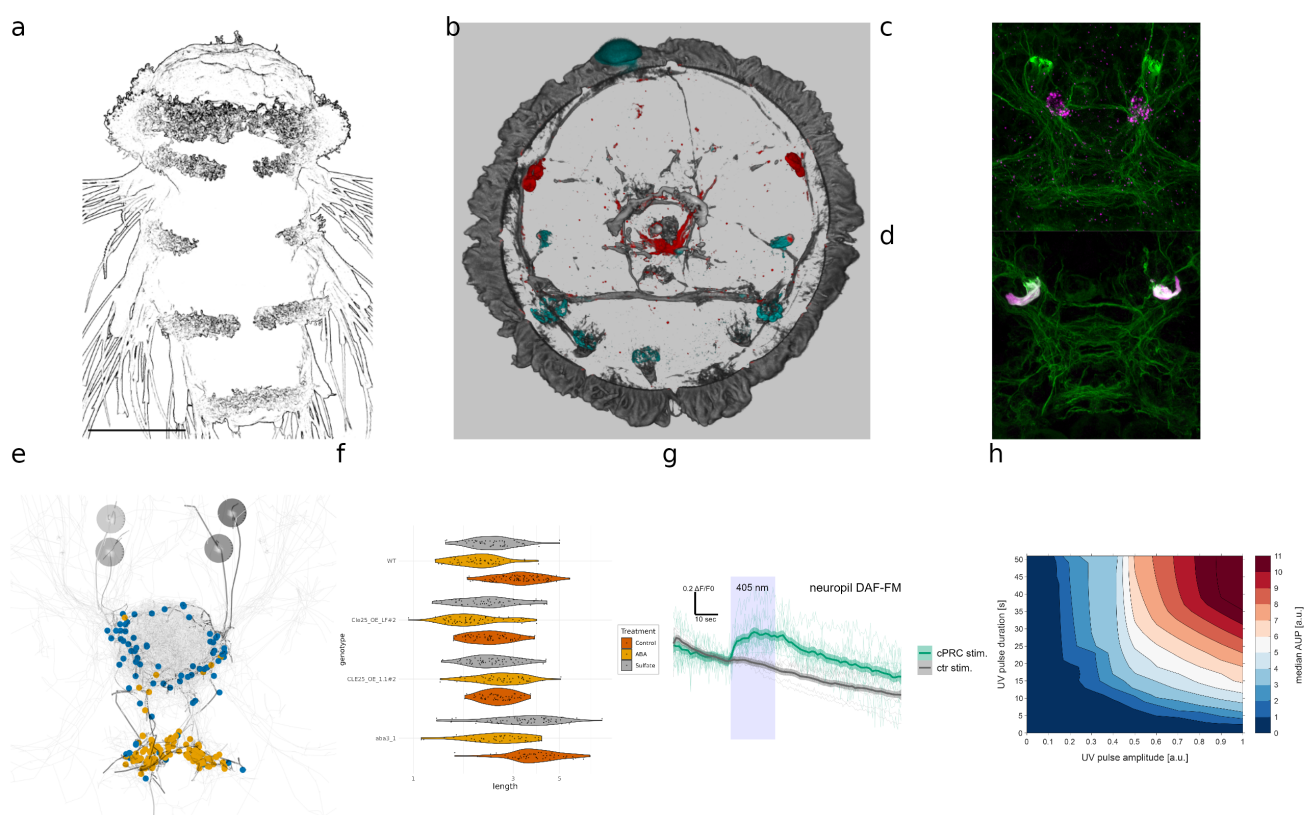 a
b
c
d
e
f
g
h
WT
Cle25_OE_LF#2
CLE25_OE_1.1#2
aba3_1
genotype
1
3
5
length
Treatment
Control
ABA
Sulfate
0.2 ΔF/F0
10 sec
405 nm
neuropil DAF-FM
cPRC stim.
ctr stim.
UV pulse duration [s]
50
45
40
35
30
25
20
15
10
5
0
0 0.1 0.2 0.3 0.4 0.5 0.6 0.7 0.8 0.9 1
UV pulse amplitude [a.u.]
11
10
9
8
7
6
5
4
3
2
1
0
median AUP [a.u.]